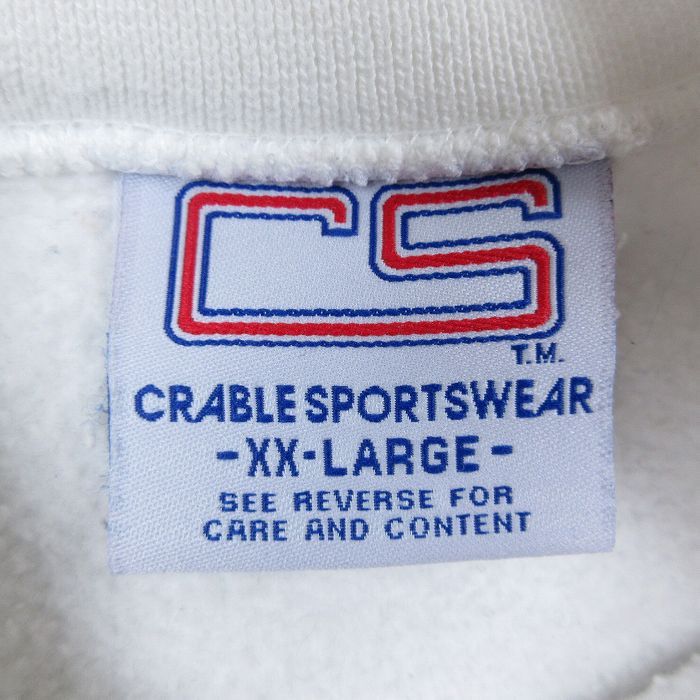 CS
T.M.
CRABLE SPORTSWEAR
-XX-LARGE-
SEE REVERSE FOR
CARE AND CONTENT